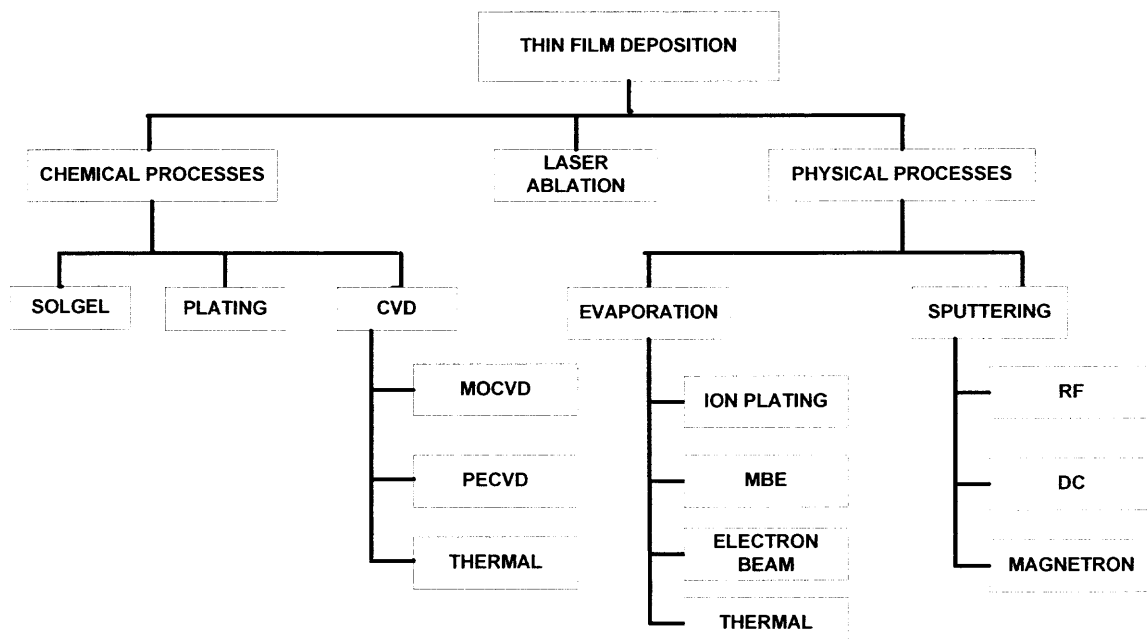 THIN FILM DEPOSITION
CHEMICAL PROCESSES
LASER
ABLATION
PHYSICAL PROCESSES
SOLGEL
PLATING
CVD
EVAPORATION
SPUTTERING
MOCVD
PECVD
THERMAL
ION PLATING
MBE
ELECTRON
BEAM
THERMAL
RF
DC
MAGNETRON